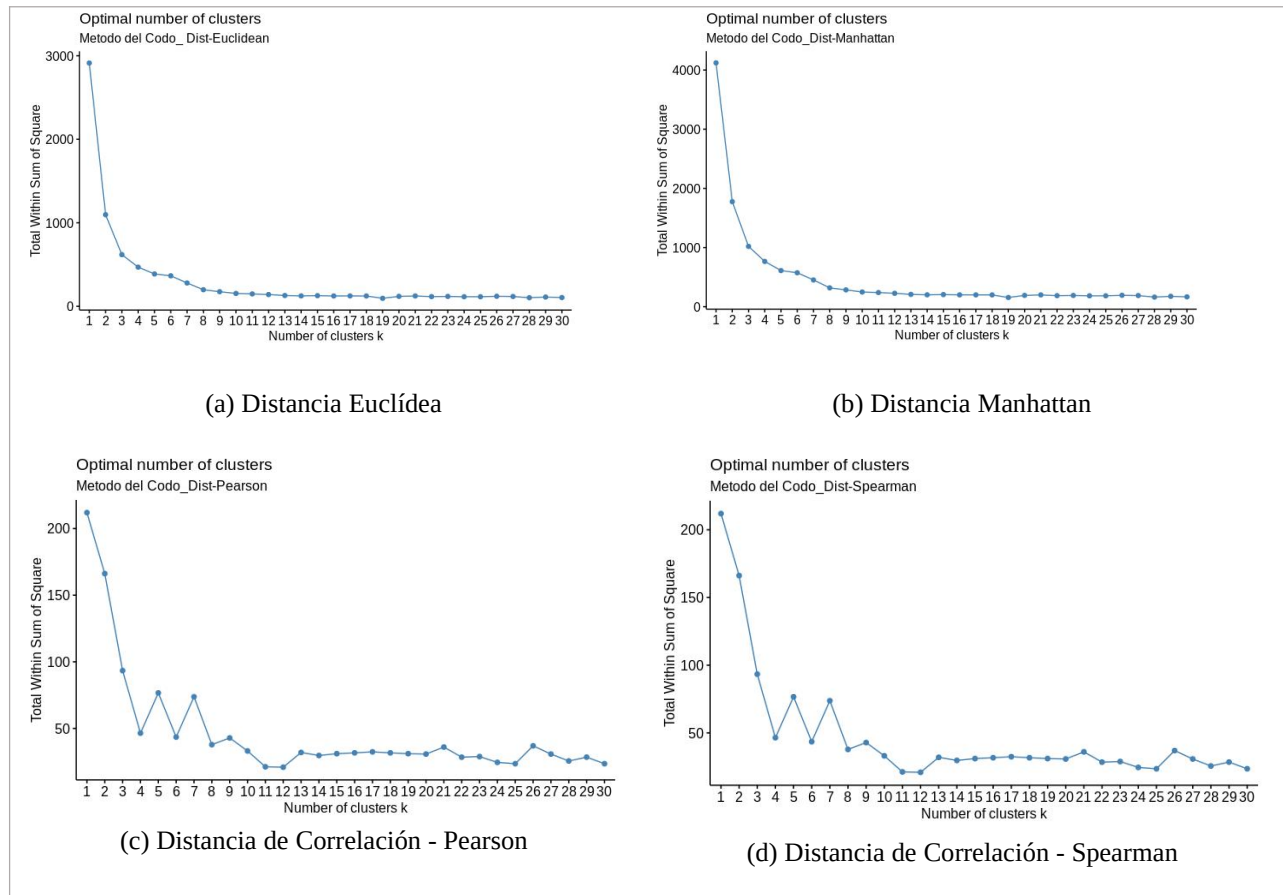 Optimal number of clusters
Metodo del Codo_ Dist-Euclidean
3000
2000
1000
0
Total Within Sum of Square
1 2 3 4 5 6 7 8 9 10 11 12 13 14 15 16 17 18 19 20 21 22 23 24 25 26 27 28 29 30
Number of clusters k
(a) Distancia Euclídea
Optimal number of clusters
Metodo del Codo_Dist-Manhattan
4000
3000
2000
1000
0
Total Within Sum of Square
1 2 3 4 5 6 7 8 9 10 11 12 13 14 15 16 17 18 19 20 21 22 23 24 25 26 27 28 29 30
Number of clusters k
(b) Distancia Manhattan
Optimal number of clusters
Metodo del Codo_Dist-Pearson
200
150
100
50
Total Within Sum of Square
1 2 3 4 5 6 7 8 9 10 11 12 13 14 15 16 17 18 19 20 21 22 23 24 25 26 27 28 29 30
Number of clusters k
(c) Distancia de Correlación - Pearson
Optimal number of clusters
Metodo del Codo_Dist-Spearman
200
150
100
50
Total Within Sum of Square
1 2 3 4 5 6 7 8 9 10 11 12 13 14 15 16 17 18 19 20 21 22 23 24 25 26 27 28 29 30
Number of clusters k
(d) Distancia de Correlación - Spearman